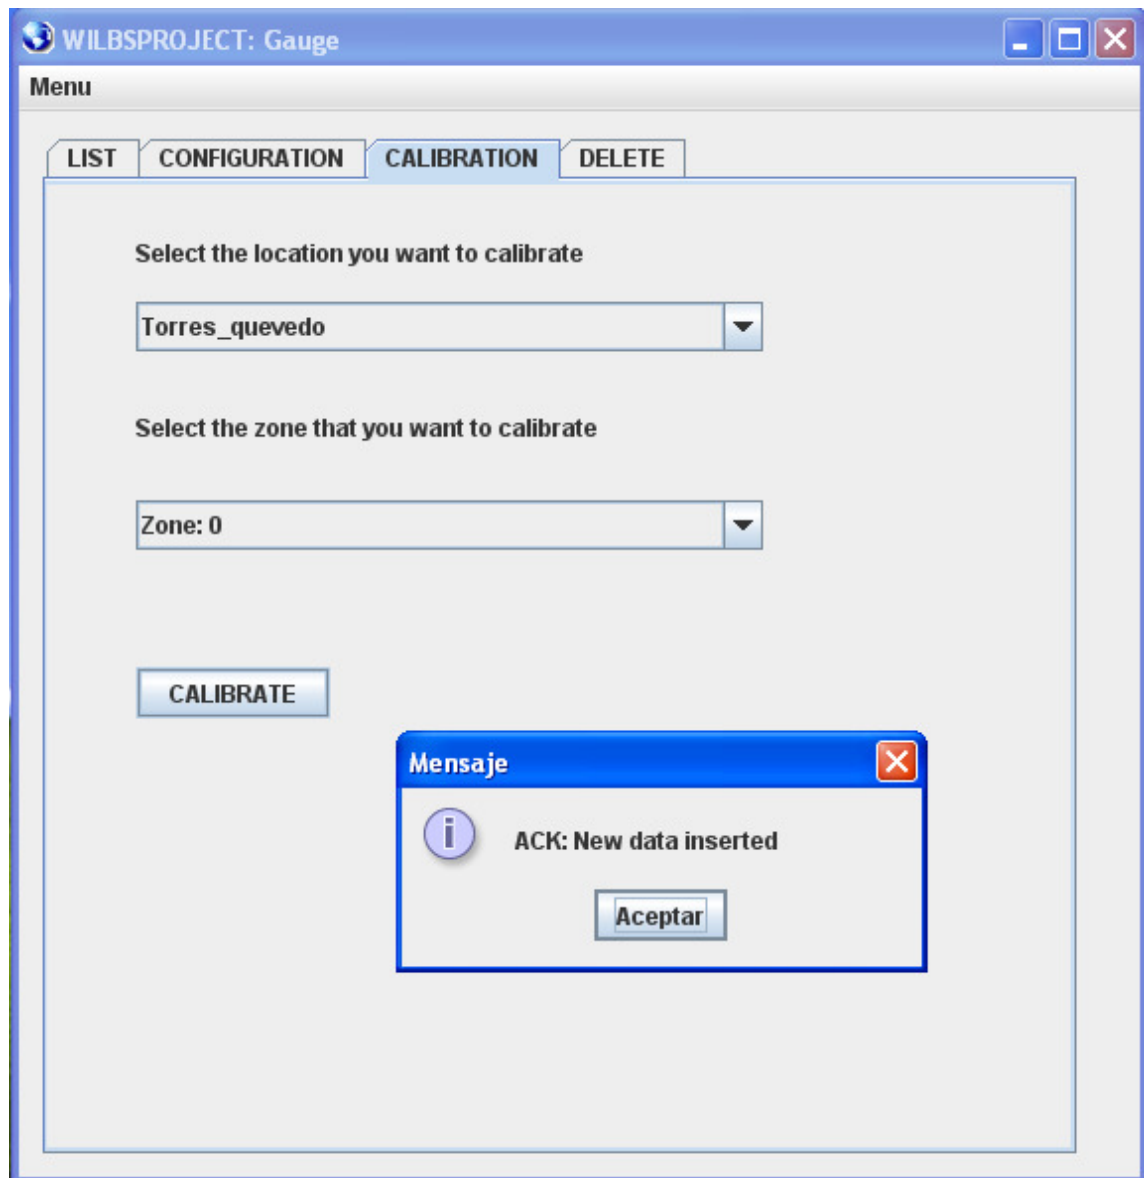 WILBSPROJECT: Gauge
Menu
LIST CONFIGURATION CALIBRATION DELETE
Select the location you want to calibrate
Torres_quevedo
Select the zone that you want to calibrate
Zone: 0
CALIBRATE
Mensaje
i
ACK: New data inserted
Aceptar